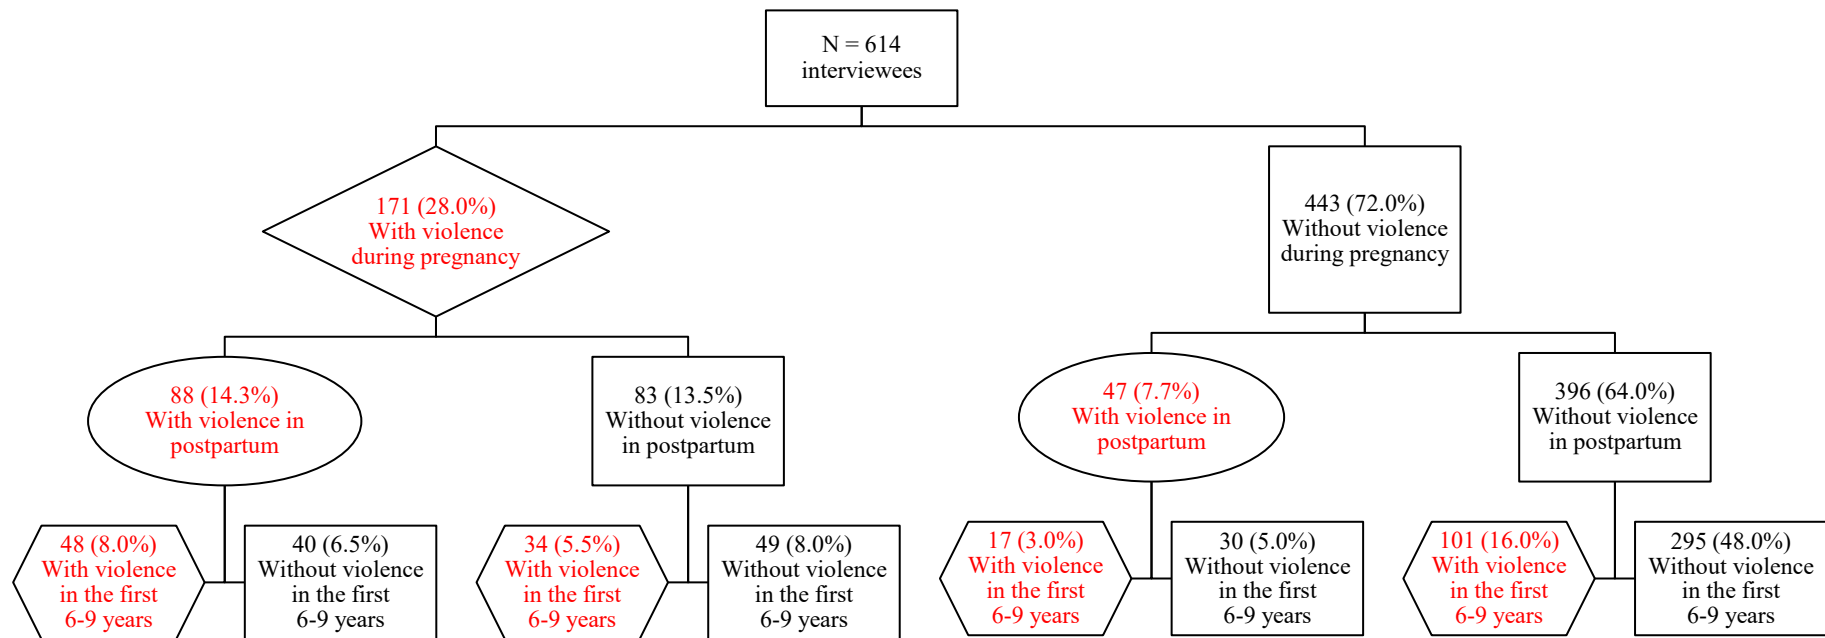 N = 614
interviewees
171 (28.0%)
With violence
during pregnancy
443 (72.0%)
Without violence
during pregnancy
88 (14.3%)
With violence in
postpartum
83 (13.5%)
Without violence
in postpartum
47 (7.7%)
With violence in
postpartum
396 (64.0%)
Without violence
in postpartum
48 (8.0%)
With violence
in the first
6-9 years
40 (6.5%)
Without violence
in the first
6-9 years
34 (5.5%)
With violence
in the first
6-9 years
49 (8.0%)
Without violence
in the first
6-9 years
17 (3.0%)
With violence
in the first
6-9 years
30 (5.0%)
Without violence
in the first
6-9 years
101 (16.0%)
With violence
in the first
6-9 years
295 (48.0%)
Without violence
in the first
6-9 years